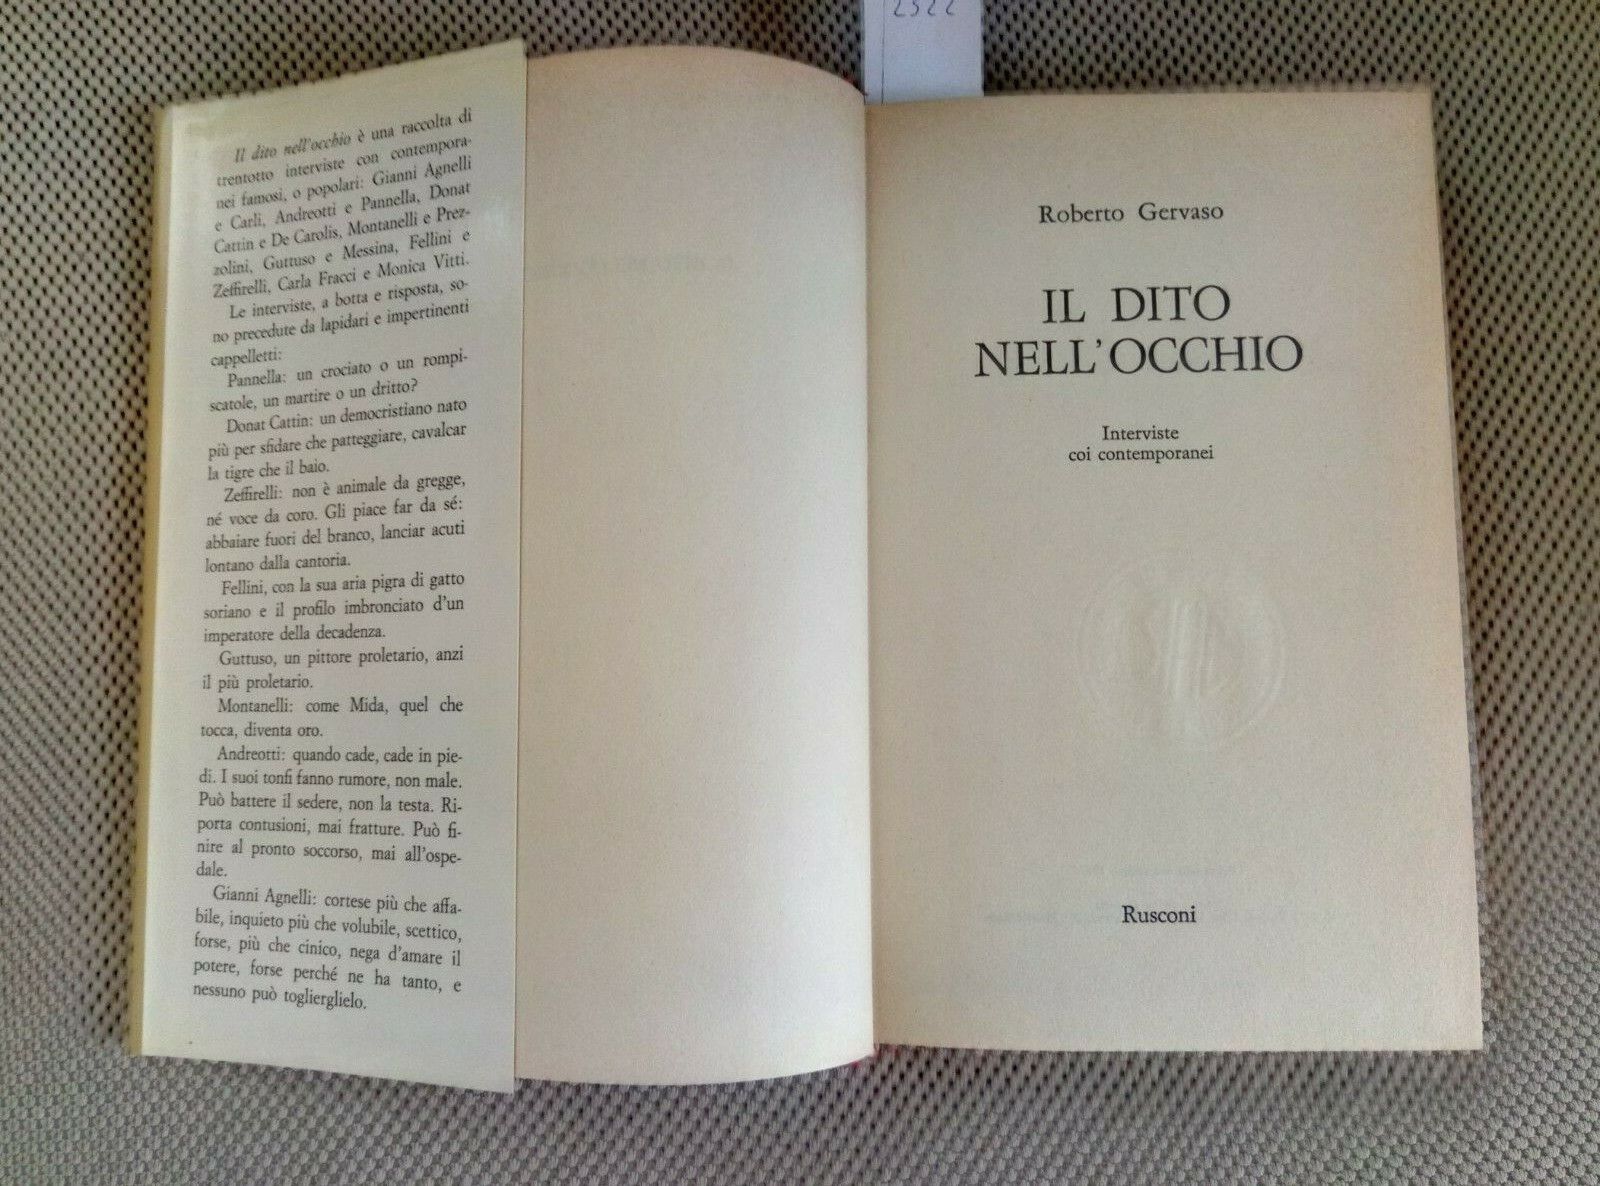 2322
Il dito nell'occhio è una raccolta di
trentotto interviste con contempora-
nei famosi, o popolari: Gianni Agnelli
e Carli, Andreotti e Pannella, Donat
Cattin e De Carolis, Montanelli e Prez-
zolini, Guttuso e Messina, Fellini e
Zeffirelli, Carla Fracci e Monica Vitti.
Le interviste, a botta e risposta, so-
no precedute da lapidari e impertinenti
cappelletti:
Pannella: un crociato o un rompi-
scatole, un martire o un dritto?
Donat Cattin: un democristiano nato
più per sfidare che patteggiare, cavalcar
la tigre che il baio.
Zeffirelli: non è animale da gregge,
né voce da coro. Gli piace far da sé:
abbaiare fuori del branco, lanciar acuti
lontano dalla cantoria.
Fellini, con la sua aria pigra di gatto
soriano e il profilo imbronciato d'un
imperatore della decadenza.
Guttuso, un pittore proletario, anzi
il più proletario.
Montanelli: come Mida, quel che
tocca, diventa oro.
Andreotti: quando cade, cade in pie-
di. I suoi tonfi fanno rumore, non male.
Può battere il sedere, non la testa. Ri-
porta contusioni, mai fratture. Può fi-
nire al pronto soccorso, mai all'ospe-
dale.
Gianni Agnelli: cortese più che affa-
bile, inquieto più che volubile, scettico,
forse, più che cinico, nega d'amare il
potere, forse perché ne ha tanto, e
nessuno può toglierglielo.
Roberto Gervaso
IL DITO
NELL'OCCHIO
Interviste
coi contemporanei
Rusconi